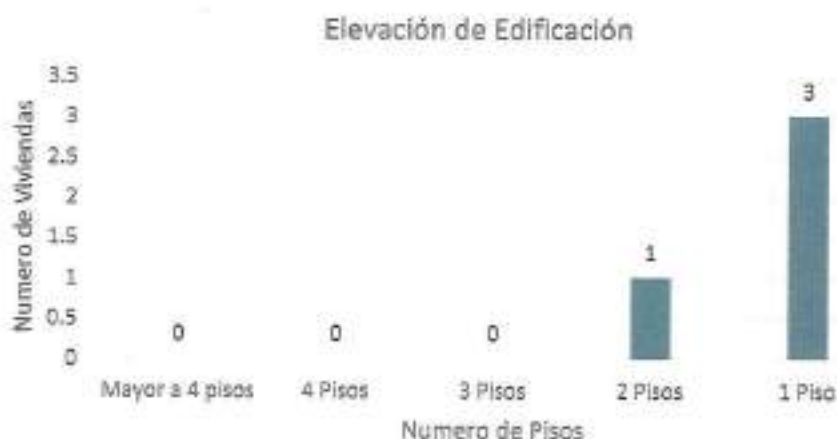 Elevación de Edificación
Numero de Viviendas
3.5
3
2.5
2
1.5
1
0.5
0
0
0
0
1
3
Mayor a 4 pisos
4 Pisos
3 Pisos
2 Pisos
1 Piso
Numero de Pisos